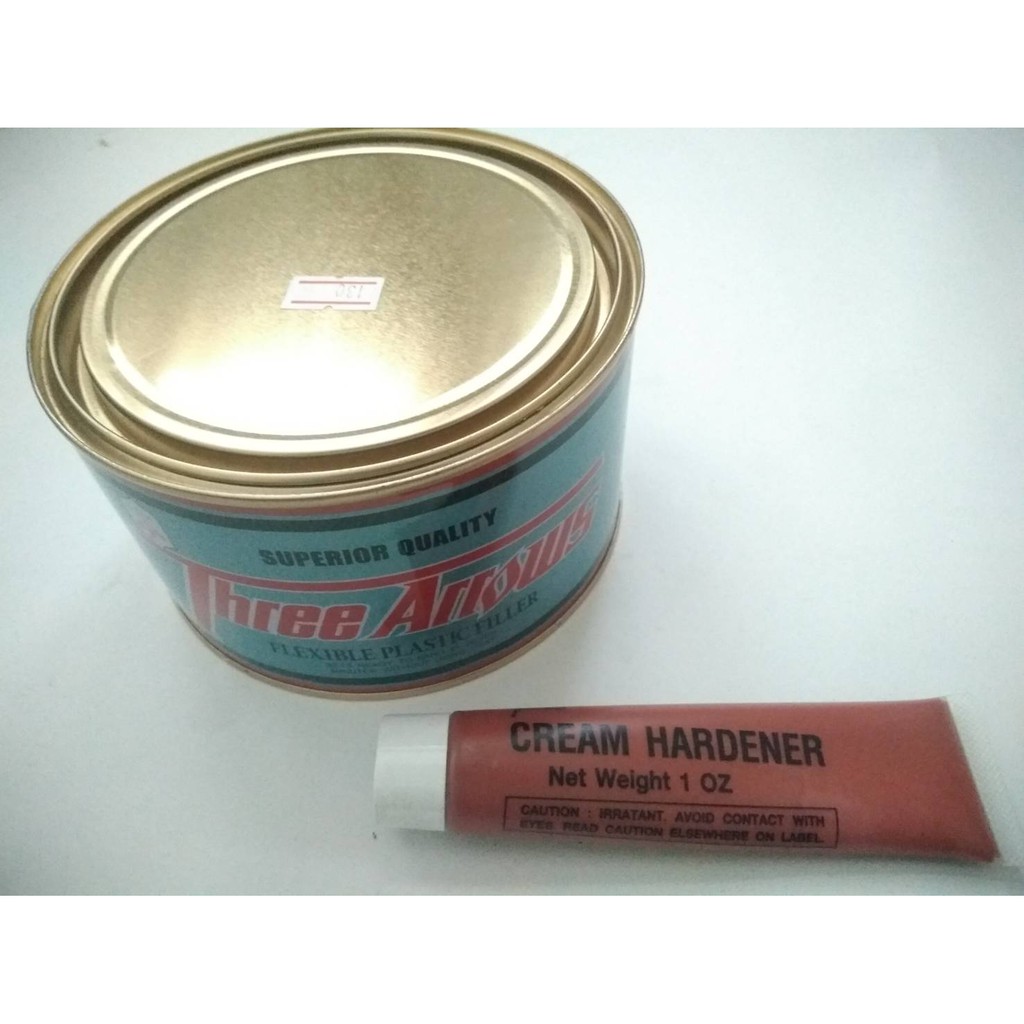 130
SUPERIOR QUALITY
Three Arrows
FLEXIBLE PLASTIC FILLER
CREAM HARDENER
Net Weight 1 OZ
CAUTION : IRRATANT. AVOID CONTACT WITH
EYES. READ CAUTION ELSEWHERE ON LABEL.